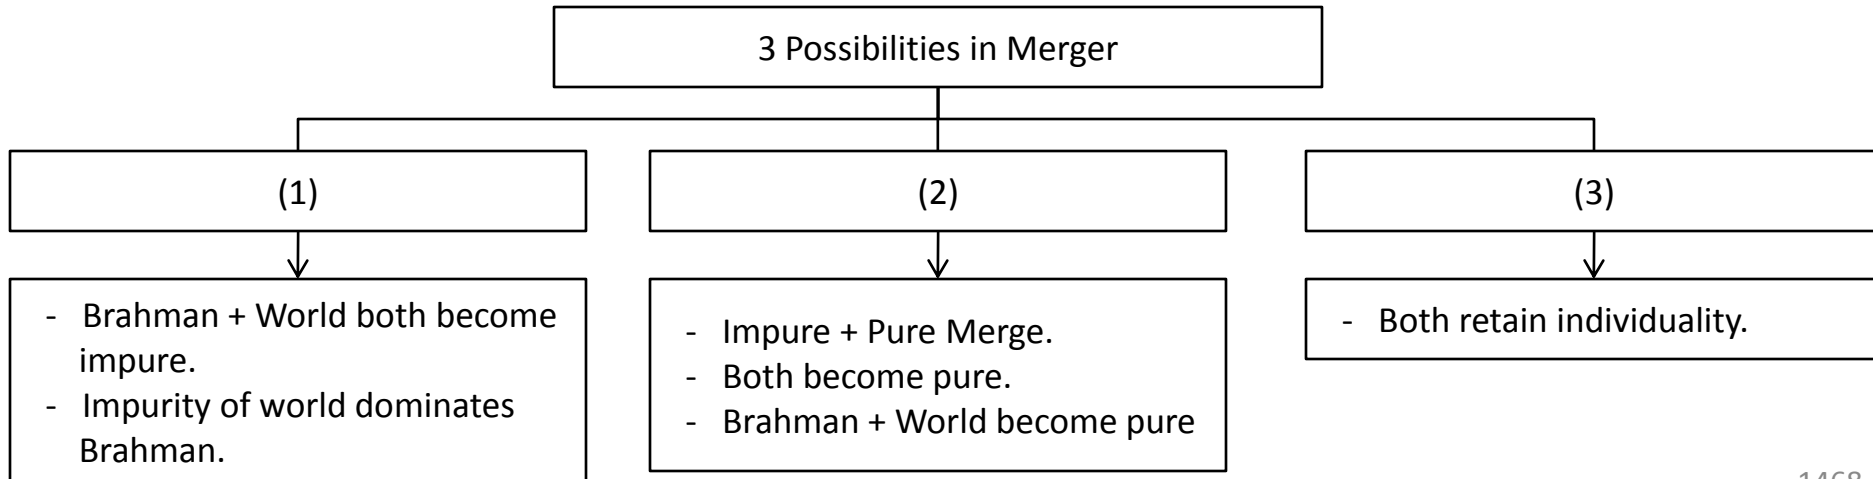 3 Possibilities in Merger
(1)
(2)
(3)
- Brahman + World both become
impure.
- Impurity of world dominates
Brahman.
- Impure + Pure Merge.
- Both become pure.
- Brahman + World become pure
- Both retain individuality.
1468